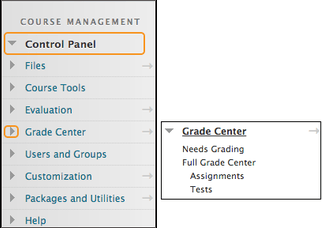 COURSE MANAGEMENT
Control Panel
Files
Course Tools
Evaluation
Grade Center
Users and Groups
Customization
Packages and Utilities
Help
Grade Center
Needs Grading
Full Grade Center
Assignments
Tests